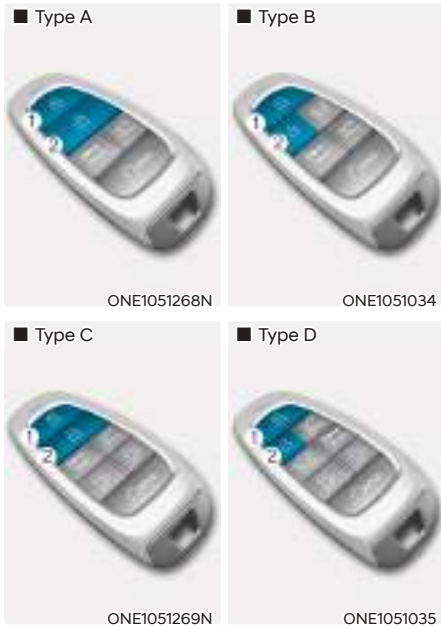 ■ Type A
1
2
ONE1051268N
■ Type B
1
2
ONE1051034
■ Type C
1
2
ONE1051269N
■ Type D
1
2
ONE1051035